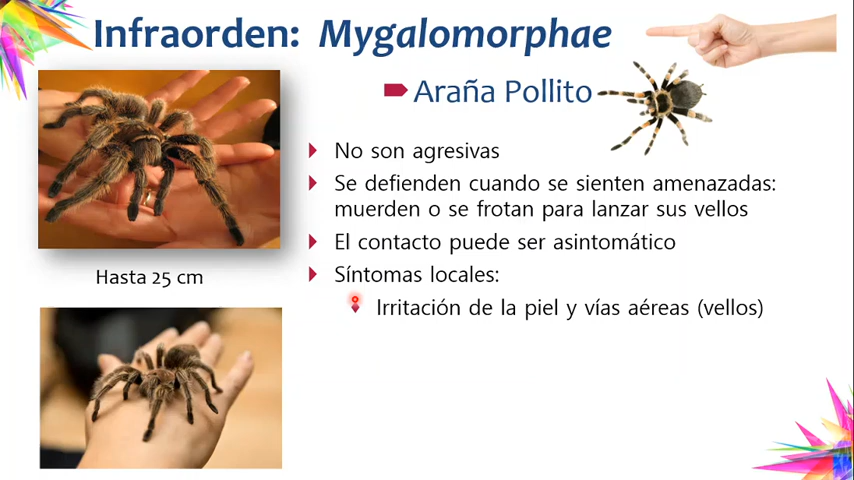 Infraorden: Mygalomorphae
Araña Pollito
No son agresivas
Se defienden cuando se sienten amenazadas:
muerden o se frotan para lanzar sus vellos
El contacto puede ser asintomático
Hasta 25 cm
Síntomas locales:
Irritación de la piel y vías aéreas (vellos)